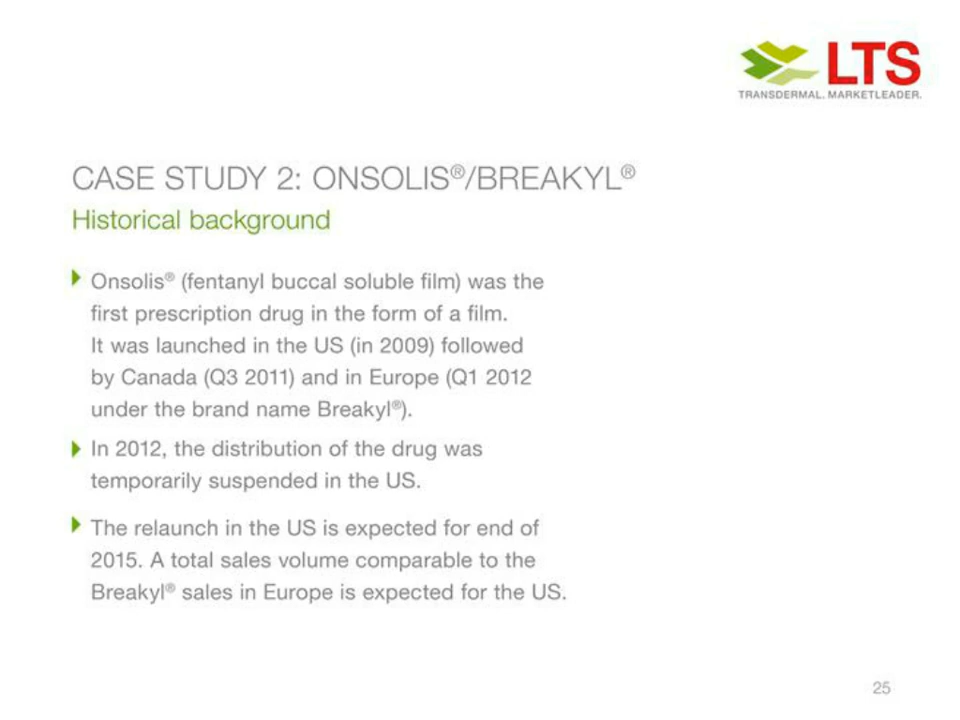 LTS
TRANSDERMAL. MARKETLEADER.
CASE STUDY 2: ONSOLIS®/BREAKYL®
Historical background
Onsolis® (fentanyl buccal soluble film) was the
first prescription drug in the form of a film.
It was launched in the US (in 2009) followed
by Canada (Q3 2011) and in Europe (Q1 2012
under the brand name Breakyl®).
In 2012, the distribution of the drug was
temporarily suspended in the US.
The relaunch in the US is expected for end of
2015. A total sales volume comparable to the
Breakyl® sales in Europe is expected for the US.
25